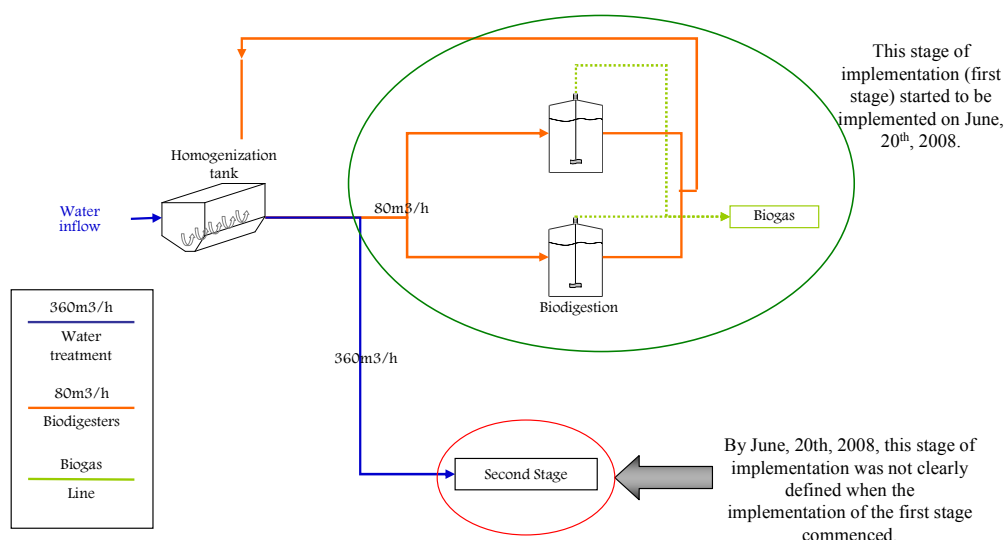 This stage of
implementation (first
stage) started to be
implemented on June,
20th, 2008.
Homogenization
tank
Water
inflow
80m3/h
Biogas
Biodigestion
360m3/h
Water
treatment
80m3/h
Biodigesters
Biogas
Line
360m3/h
Second Stage
By June, 20th, 2008, this stage of
implementation was not clearly
defined when the
implementation of the first stage
commenced